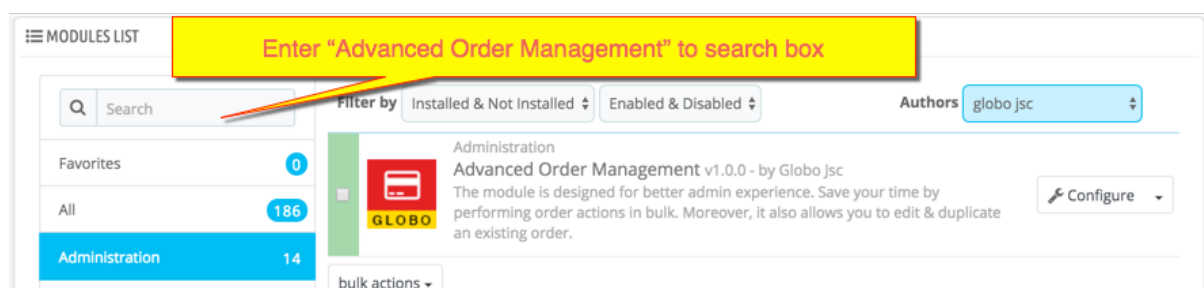 MODULES LIST
Enter “Advanced Order Management” to search box
Search
Filter by Installed & Not Installed Enabled & Disabled Authors globo jsc
Favorites 0
All 186
Administration 14
Administration
Advanced Order Management v1.0.0 - by Globo Jsc
The module is designed for better admin experience. Save your time by
performing order actions in bulk. Moreover, it also allows you to edit & duplicate
an existing order.
GLOBO
Configure
bulk actions